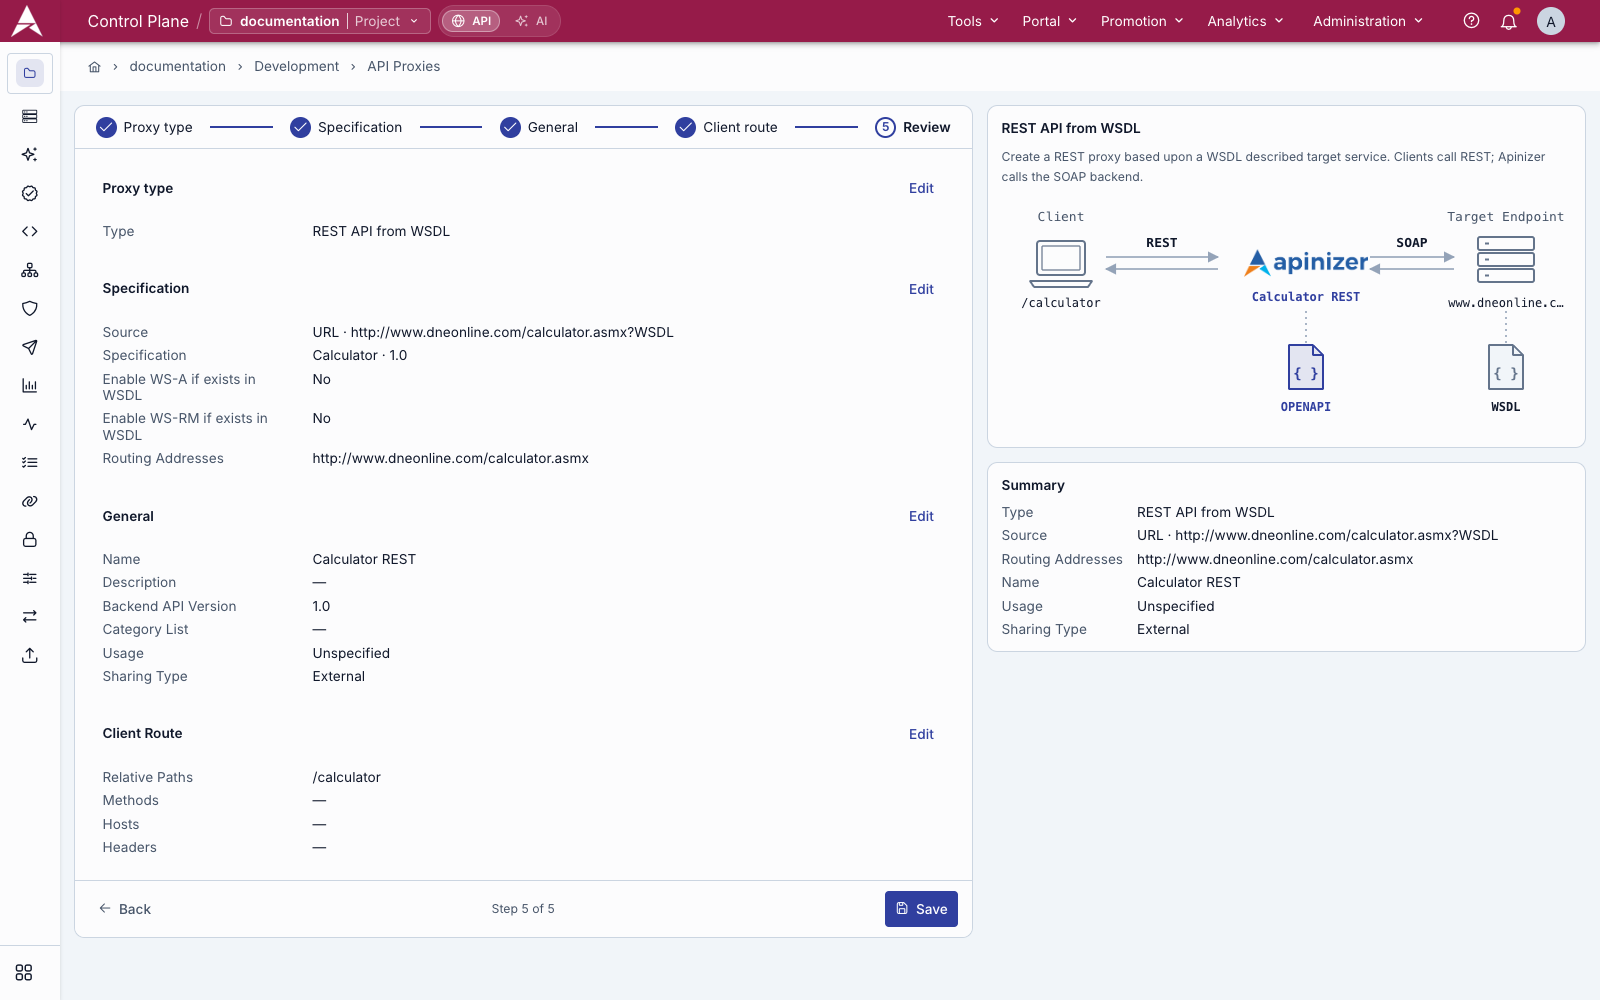 Control Plane / documentation | Project API AI Tools Portal Promotion Analytics Administration A
documentation › Development › API Proxies
Proxy type Specification General Client route 5 Review
Proxy type Edit
Type REST API from WSDL
Specification Edit
Source URL · http://www.dneonline.com/calculator.asmx?WSDL
Specification Calculator · 1.0
Enable WS-A if exists in No
WSDL
Enable WS-RM if exists in No
WSDL
Routing Addresses http://www.dneonline.com/calculator.asmx
General Edit
Name Calculator REST
Description —
Backend API Version 1.0
Category List —
Usage Unspecified
Sharing Type External
Client Route Edit
Relative Paths /calculator
Methods —
Hosts —
Headers —
Back Step 5 of 5 Save
REST API from WSDL
Create a REST proxy based upon a WSDL described target service. Clients call REST; Apinizer
calls the SOAP backend.
Client Target Endpoint
REST SOAP
apinizer
Calculator REST
/calculator www.dneonline.c…
{ } { }
OPENAPI WSDL
Summary
Type REST API from WSDL
Source URL · http://www.dneonline.com/calculator.asmx?WSDL
Routing Addresses http://www.dneonline.com/calculator.asmx
Name Calculator REST
Usage Unspecified
Sharing Type External